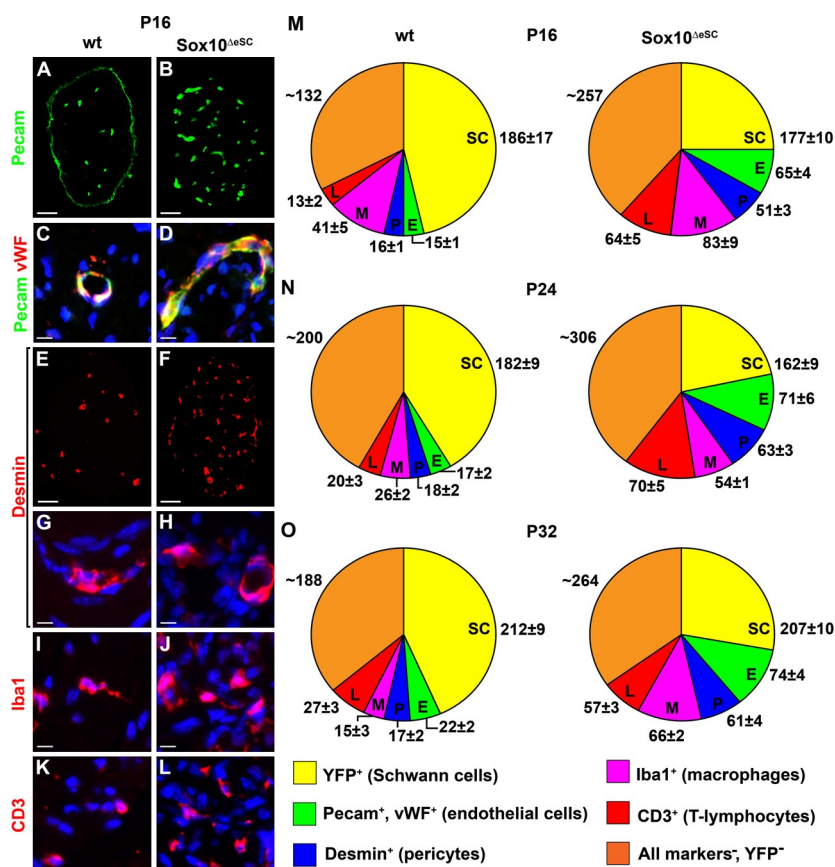 P16
wt Sox10ΔeSC
A B
Pecam
C D
Pecam vWF
E F
Desmin
G H
I J
Iba1
K L
CD3
M wt P16 Sox10ΔeSC
~132
SC
186±17
13±2
L
M
41±5
P
16±1
E
15±1
~257
SC
177±10
E
65±4
P
51±3
M
83±9
L
64±5
N P24
~200
SC
182±9
L
20±3
M
26±2
P
18±2
E
17±2
~306
SC
162±9
E
71±6
P
63±3
M
54±1
L
70±5
O P32
~188
SC
212±9
L
27±3
M
15±3
P
17±2
E
22±2
~264
SC
207±10
E
74±4
P
61±4
M
66±2
L
57±3
YFP+ (Schwann cells)
Pecam+, vWF+ (endothelial cells)
Desmin+ (pericytes)
Iba1+ (macrophages)
CD3+ (T-lymphocytes)
All markers-, YFP-